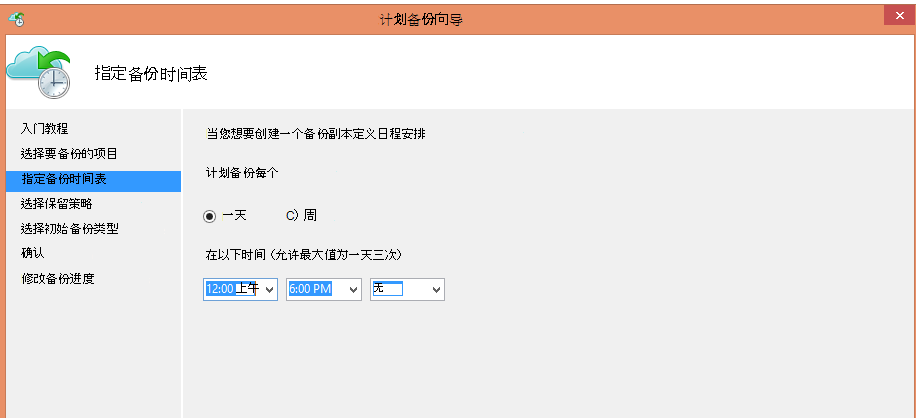 计划备份向导
指定备份时间表
入门教程
选择要备份的项目
指定备份时间表
选择保留策略
选择初始备份类型
确认
修改备份进度
当您想要创建一个备份副本定义日程安排
计划备份每个
一天 C) 周
在以下时间 (允许最大值为一天三次)
12:00 上午 6:00 PM 无